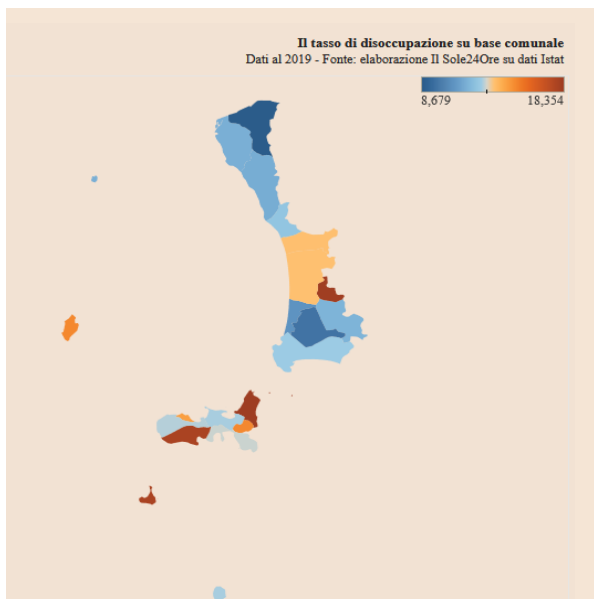 Il tasso di disoccupazione su base comunale
Dati al 2019 - Fonte: elaborazione Il Sole24Ore su dati Istat
8,679 18,354